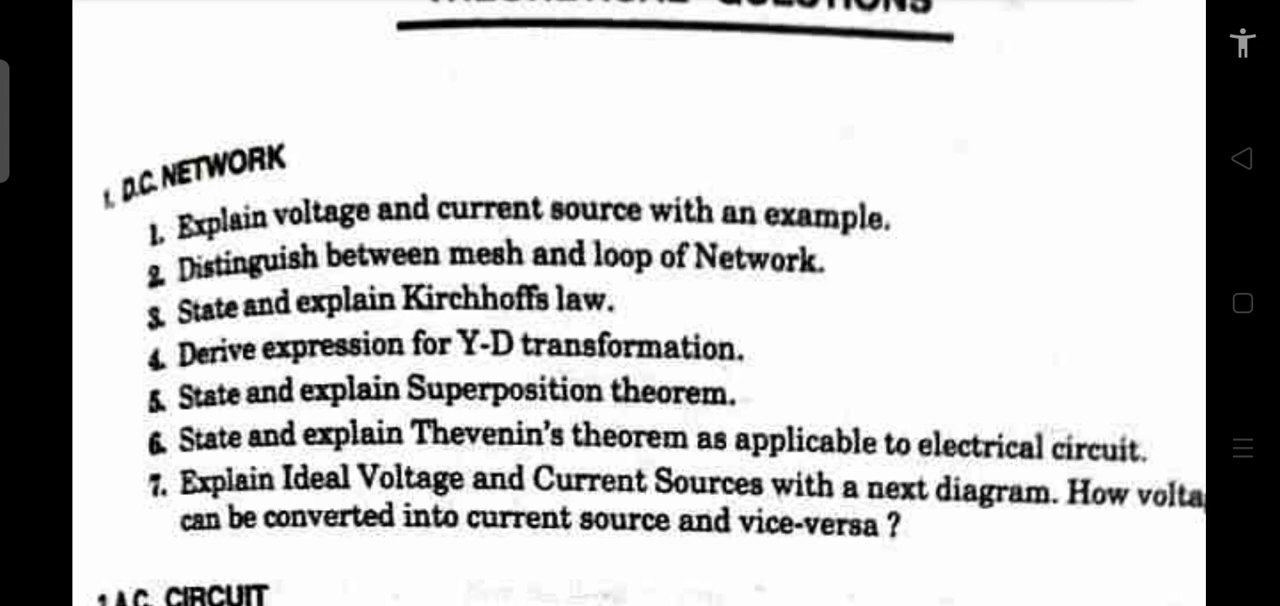 QUESTIONS
1. D.C. NETWORK
1. Explain voltage and current source with an example.
2. Distinguish between mesh and loop of Network.
3. State and explain Kirchhoffs law.
4. Derive expression for Y-D transformation.
5. State and explain Superposition theorem.
6. State and explain Thevenin's theorem as applicable to electrical circuit.
7. Explain Ideal Voltage and Current Sources with a next diagram. How
can be converted into current source and vice-versa ?
A.C. CIRCUIT